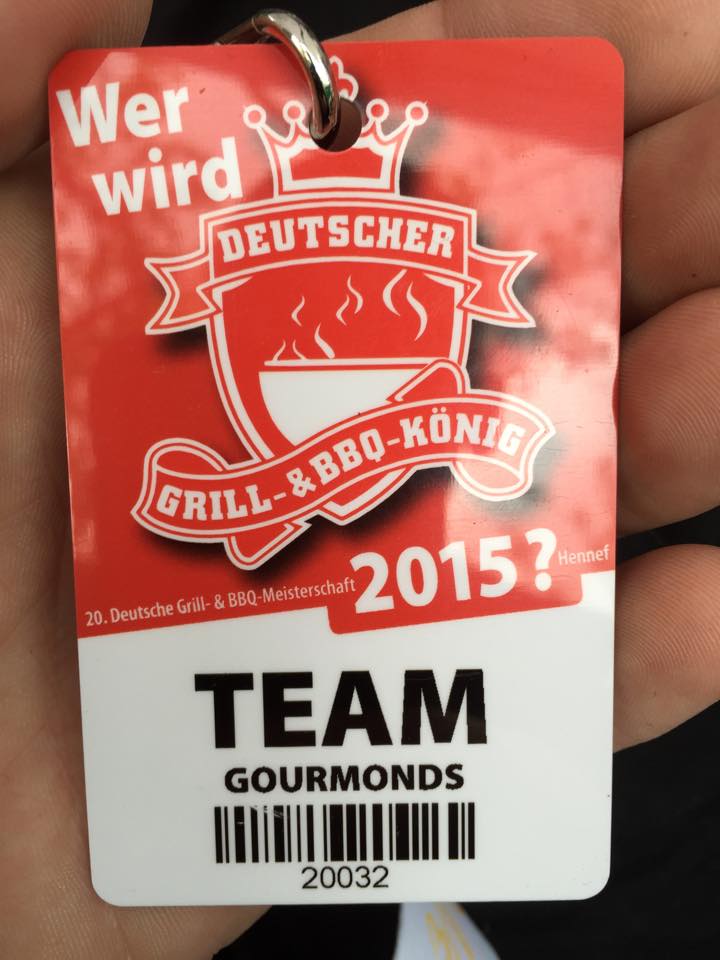 Wer
wird
DEUTSCHER
GRILL-&BBQ-KÖNIG
20. Deutsche Grill- & BBQ-Meisterschaft 2015? Hennef
TEAM
GOURMONDS
20032